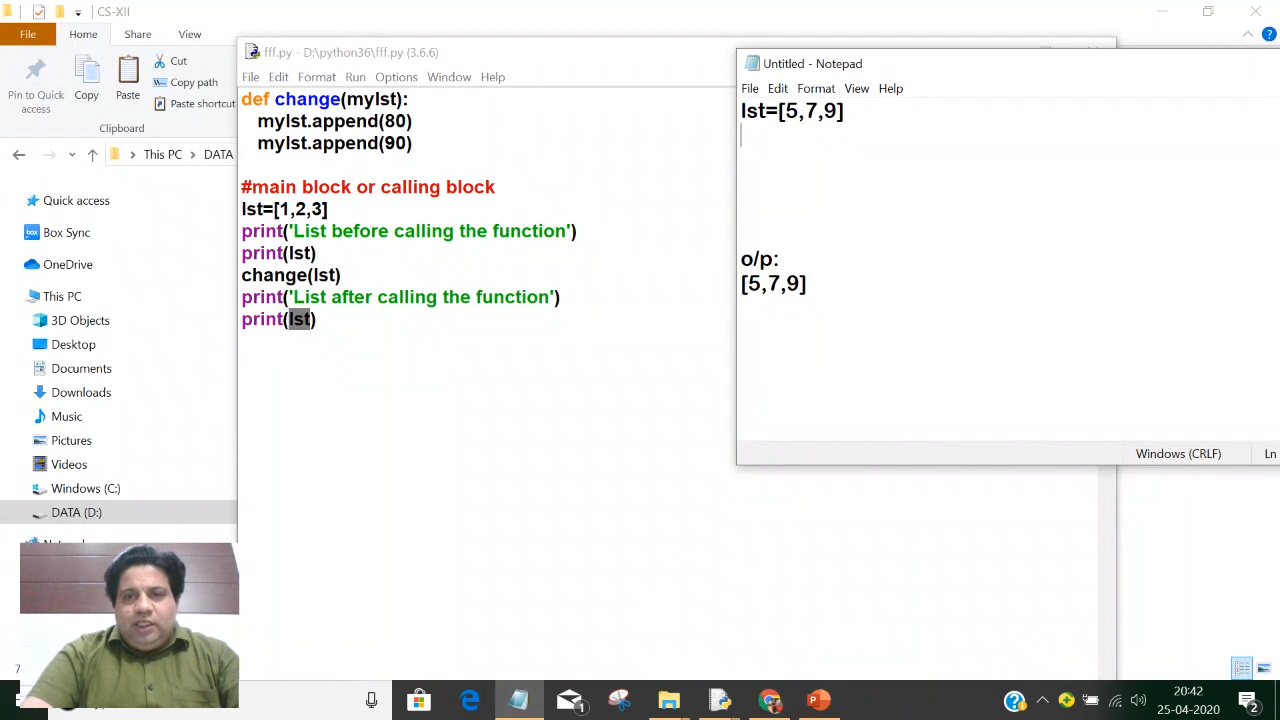 CS-XII
File Home Share View
Pin to Quick access
Copy
Paste
Cut
Copy path
Paste shortcut
Clipboard
This PC DATA
Quick access
Box Sync
OneDrive
This PC
3D Objects
Desktop
Documents
Downloads
Music
Pictures
Videos
Windows (C:)
DATA (D:)
fff.py - D:\python36\fff.py (3.6.6)
File Edit Format Run Options Window Help
def change(mylst):
mylst.append(80)
mylst.append(90)
#main block or calling block
lst=[1,2,3]
print('List before calling the function')
print(lst)
change(lst)
print('List after calling the function')
print(lst)
Untitled - Notepad
File Edit Format View Help
lst=[5,7,9]
o/p:
[5,7,9]
Windows (CRLF) Ln
20:42
25-04-2020